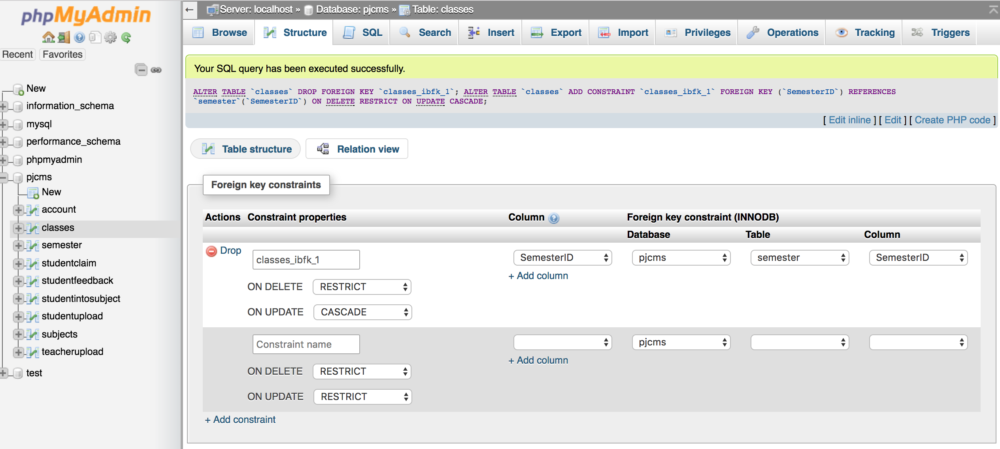 phpMyAdmin
Recent
Favorites
New
information_schema
mysql
performance_schema
phpmyadmin
pjcms
New
account
classes
semester
studentclaim
studentfeedback
studentintosubject
studentupload
subjects
teacherupload
test
Server: localhost » Database: pjcms » Table: classes
Browse Structure SQL Search Insert Export Import Privileges Operations Tracking Triggers
Your SQL query has been executed successfully.
ALTER TABLE `classes` DROP FOREIGN KEY `classes_ibfk_1`; ALTER TABLE `classes` ADD CONSTRAINT `classes_ibfk_1` FOREIGN KEY (`SemesterID`) REFERENCES
`semester`(`SemesterID`) ON DELETE RESTRICT ON UPDATE CASCADE;
[ Edit inline ] [ Edit ] [ Create PHP code ]
Table structure
Relation view
Foreign key constraints
Actions Constraint properties Column Foreign key constraint (INNODB)
Database Table Column
Drop
classes_ibfk_1
SemesterID pjcms semester SemesterID
+ Add column
ON DELETE RESTRICT
ON UPDATE CASCADE
Constraint name
pjcms
+ Add column
ON DELETE RESTRICT
ON UPDATE RESTRICT
+ Add constraint